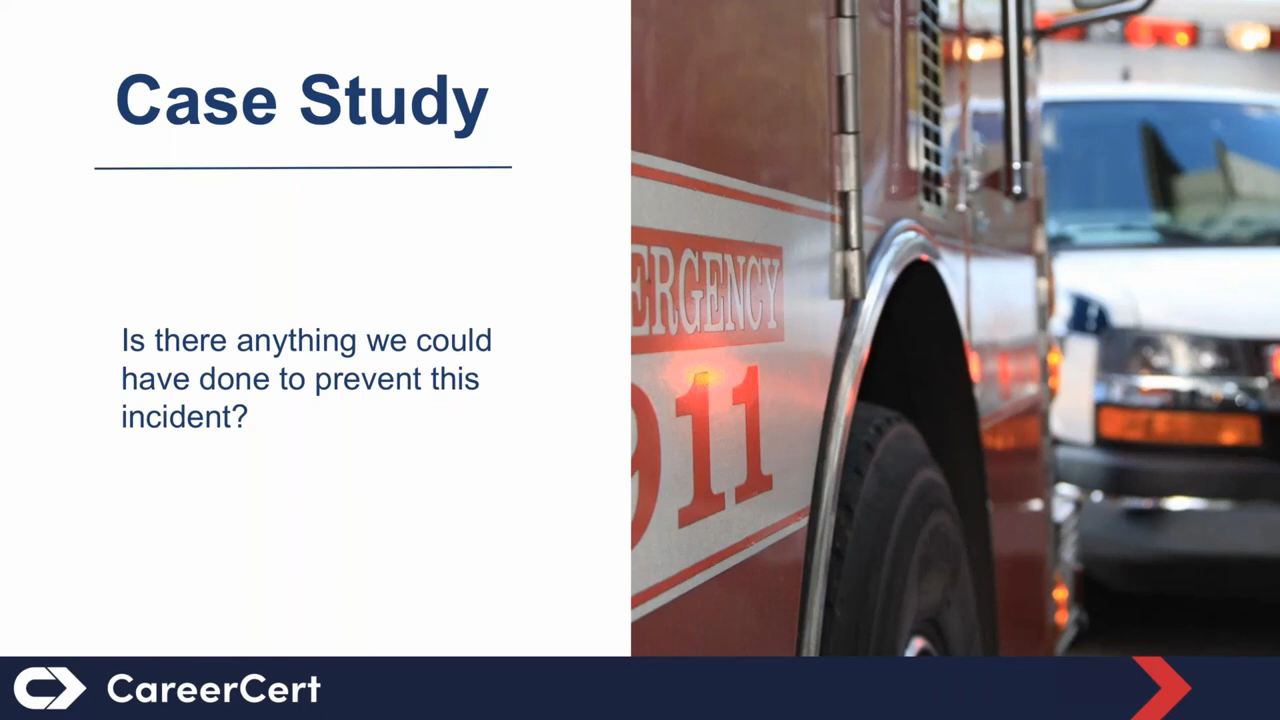 Case Study
Is there anything we could
have done to prevent this
incident?
ERGENCY
911
CareerCert